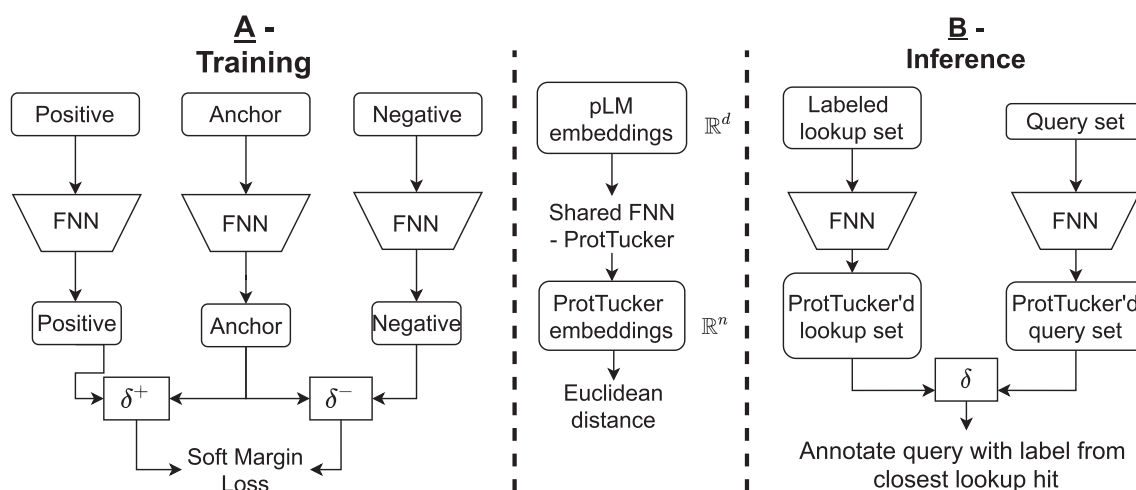 A -
Training
Positive
Anchor
Negative
FNN
FNN
FNN
Positive
Anchor
Negative
δ⁺
δ⁻
Soft Margin
Loss
pLM
embeddings
ℝᵈ
Shared FNN
- ProtTucker
ProtTucker
embeddings
ℝⁿ
Euclidean
distance
B -
Inference
Labeled
lookup set
Query set
FNN
FNN
ProtTucker'd
lookup set
ProtTucker'd
query set
δ
Annotate query with label from
closest lookup hit